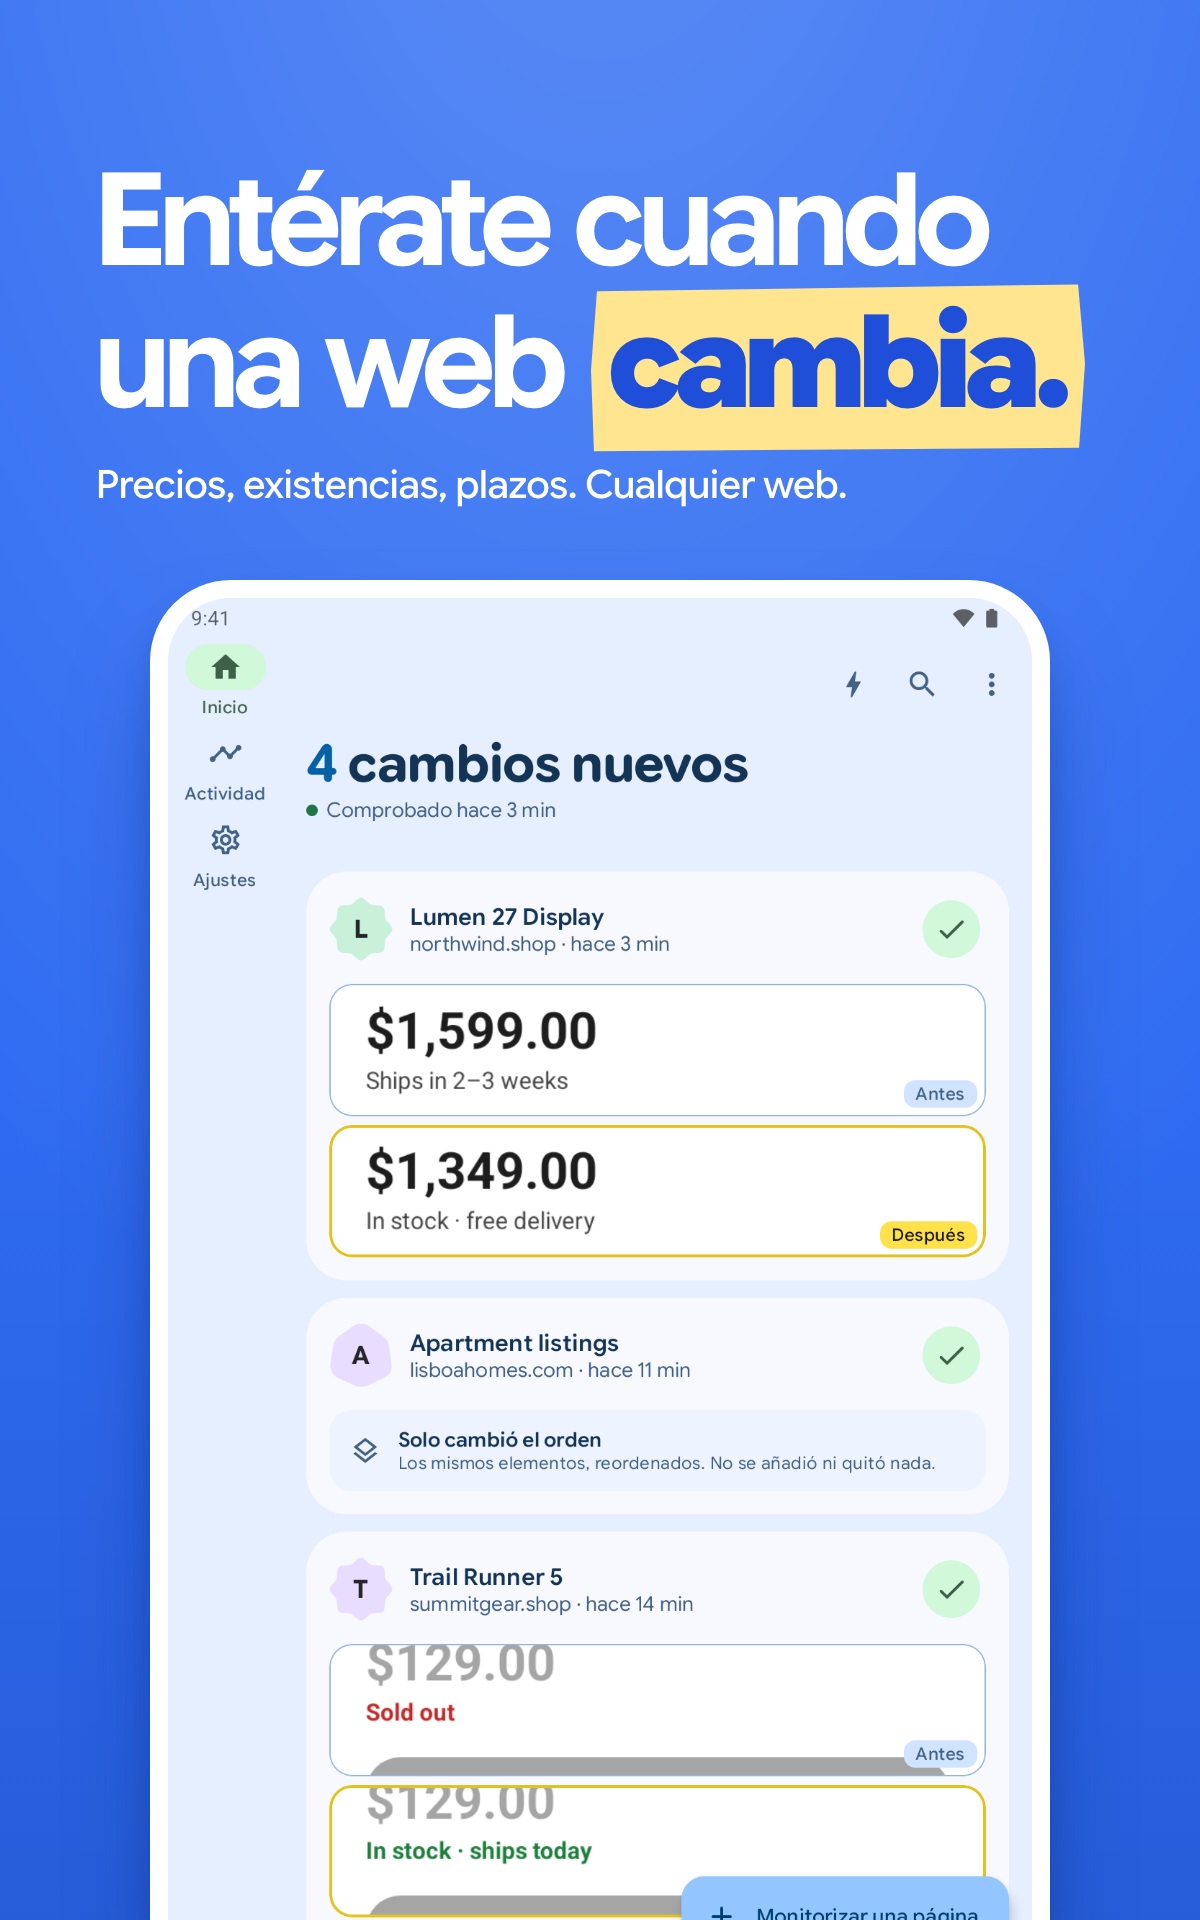 Entérate cuando
una web cambia.
Precios, existencias, plazos. Cualquier web.
9:41
Inicio
Actividad
Ajustes
4 cambios nuevos
Comprobado hace 3 min
L
Lumen 27 Display
northwind.shop · hace 3 min
$1,599.00
Ships in 2–3 weeks
Antes
$1,349.00
In stock · free delivery
Después
A
Apartment listings
lisboahomes.com · hace 11 min
Solo cambió el orden
Los mismos elementos, reordenados. No se añadió ni quitó nada.
T
Trail Runner 5
summitgear.shop · hace 14 min
$129.00
Sold out
Antes
$129.00
In stock · ships today
Monitorizar una página